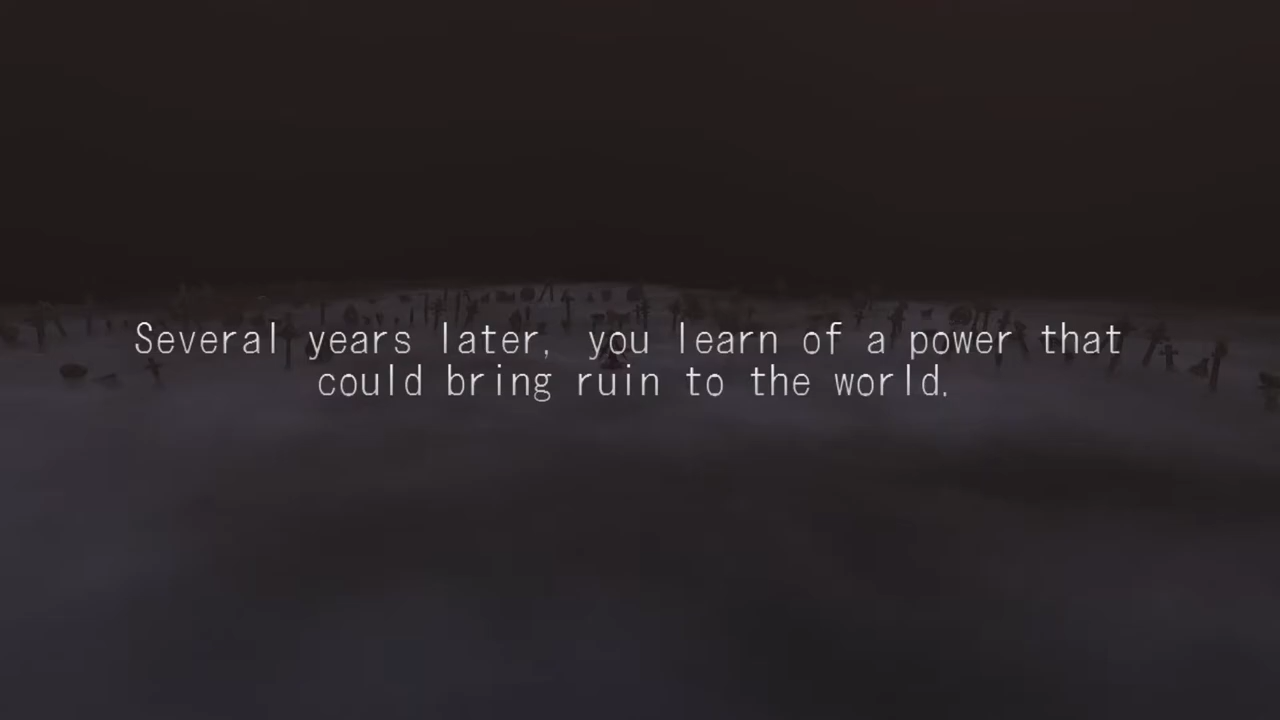 Several years later, you learn of a power that
could bring ruin to the world.